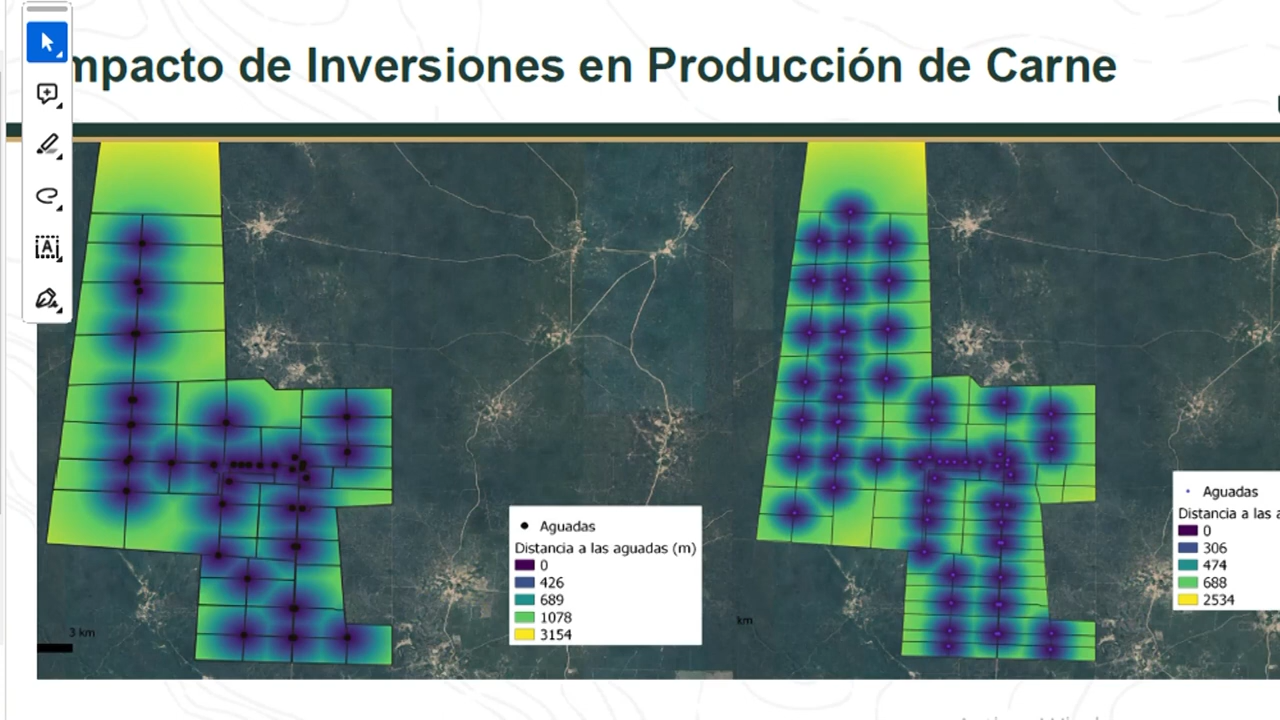 mpacto de Inversiones en Producción de Carne
Aguadas
Distancia a las aguadas (m)
0
426
689
1078
3154
3 km
km
Aguadas
Distancia a las a
0
306
474
688
2534